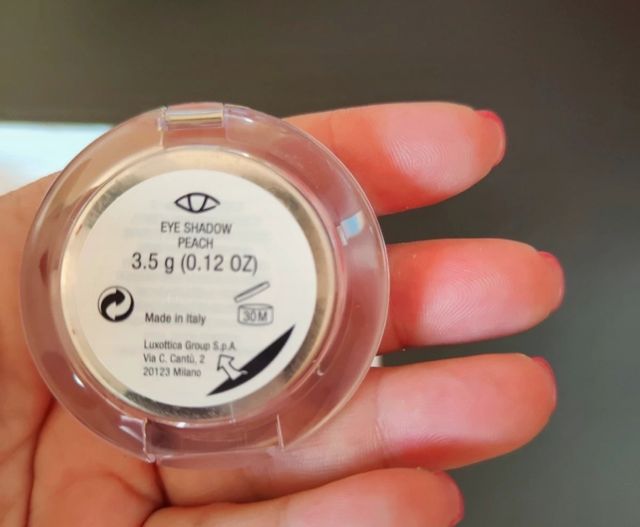 EYE SHADOW
PEACH
3.5 g (0.12 OZ)
30M
Made in Italy
Luxottica Group S.p.A.
Via C. Cantù, 2
20123 Milano